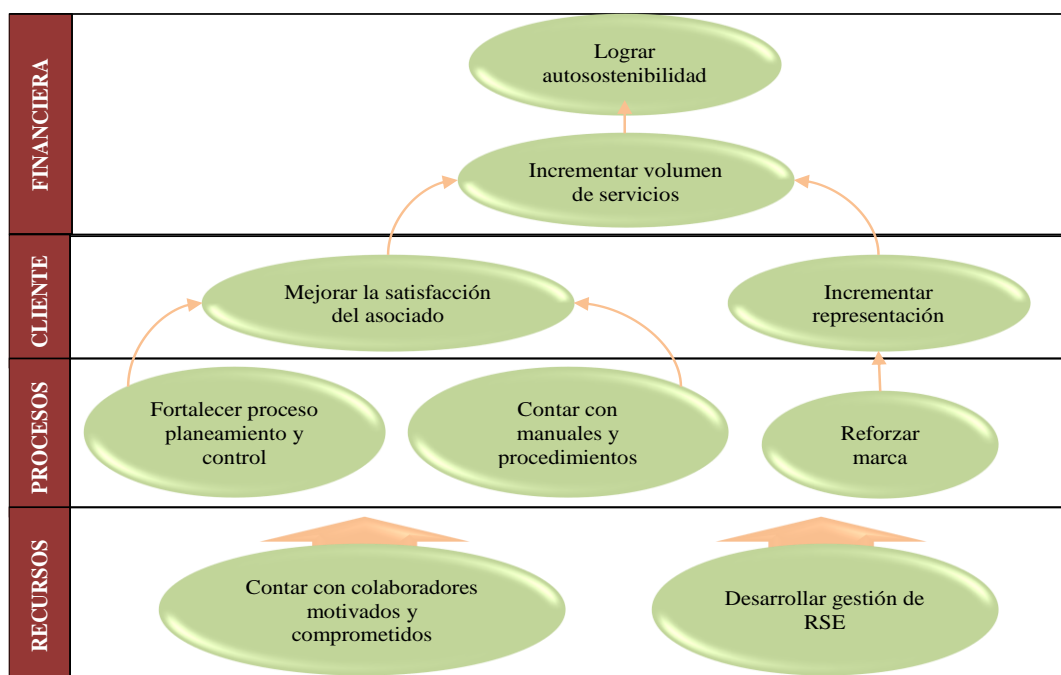 FINANCIERA
Lograr
autosostenibilidad
Incrementar volumen
de servicios
CLIENTE
Mejorar la satisfacción
del asociado
Incrementar
representación
PROCESOS
Fortalecer proceso
planeamiento y
control
Contar con
manuales y
procedimientos
Reforzar
marca
RECURSOS
Contar con colaboradores
motivados y
comprometidos
Desarrollar gestión de
RSE